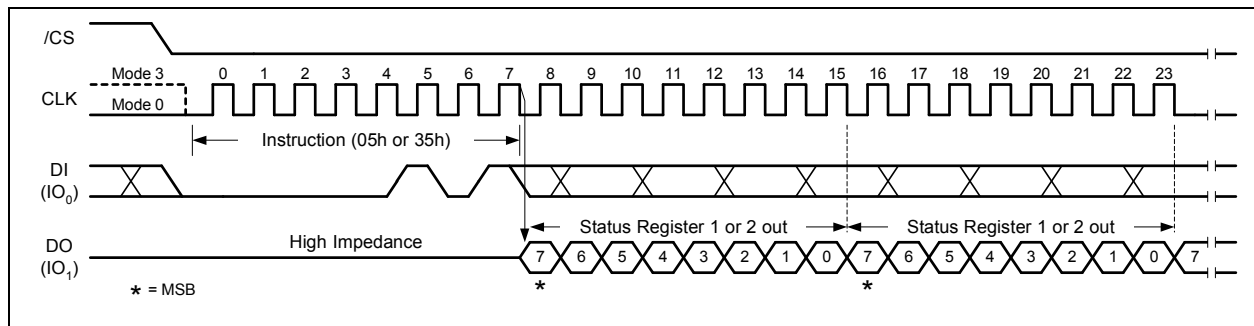 /CS
Mode 3
0 1 2 3 4 5 6 7 8 9 10 11 12 13 14 15 16 17 18 19 20 21 22 23
CLK
Mode 0
Instruction (05h or 35h)
DI
(IO0)
Status Register 1 or 2 out Status Register 1 or 2 out
High Impedance
DO
(IO1)
7 6 5 4 3 2 1 0 7 6 5 4 3 2 1 0 7
* *
* = MSB